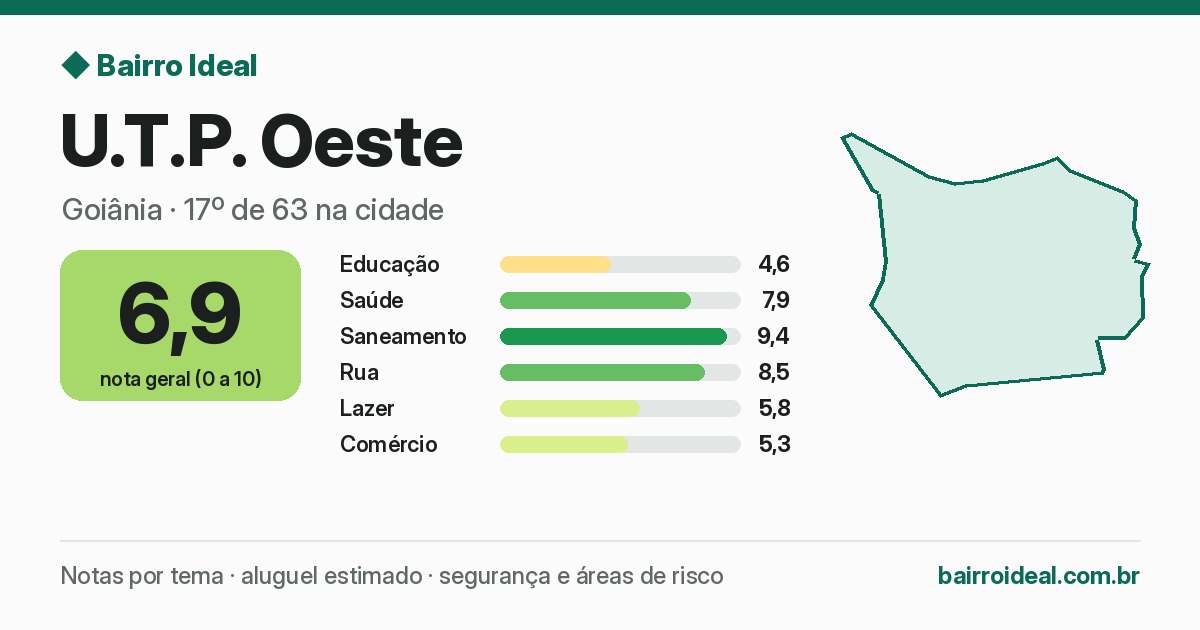 Bairro Ideal
U.T.P. Oeste
Goiânia · 17º de 63 na cidade
6,9
nota geral (0 a 10)
Educação 4,6
Saúde 7,9
Saneamento 9,4
Rua 8,5
Lazer 5,8
Comércio 5,3
Notas por tema · aluguel estimado · segurança e áreas de risco
bairroideal.com.br